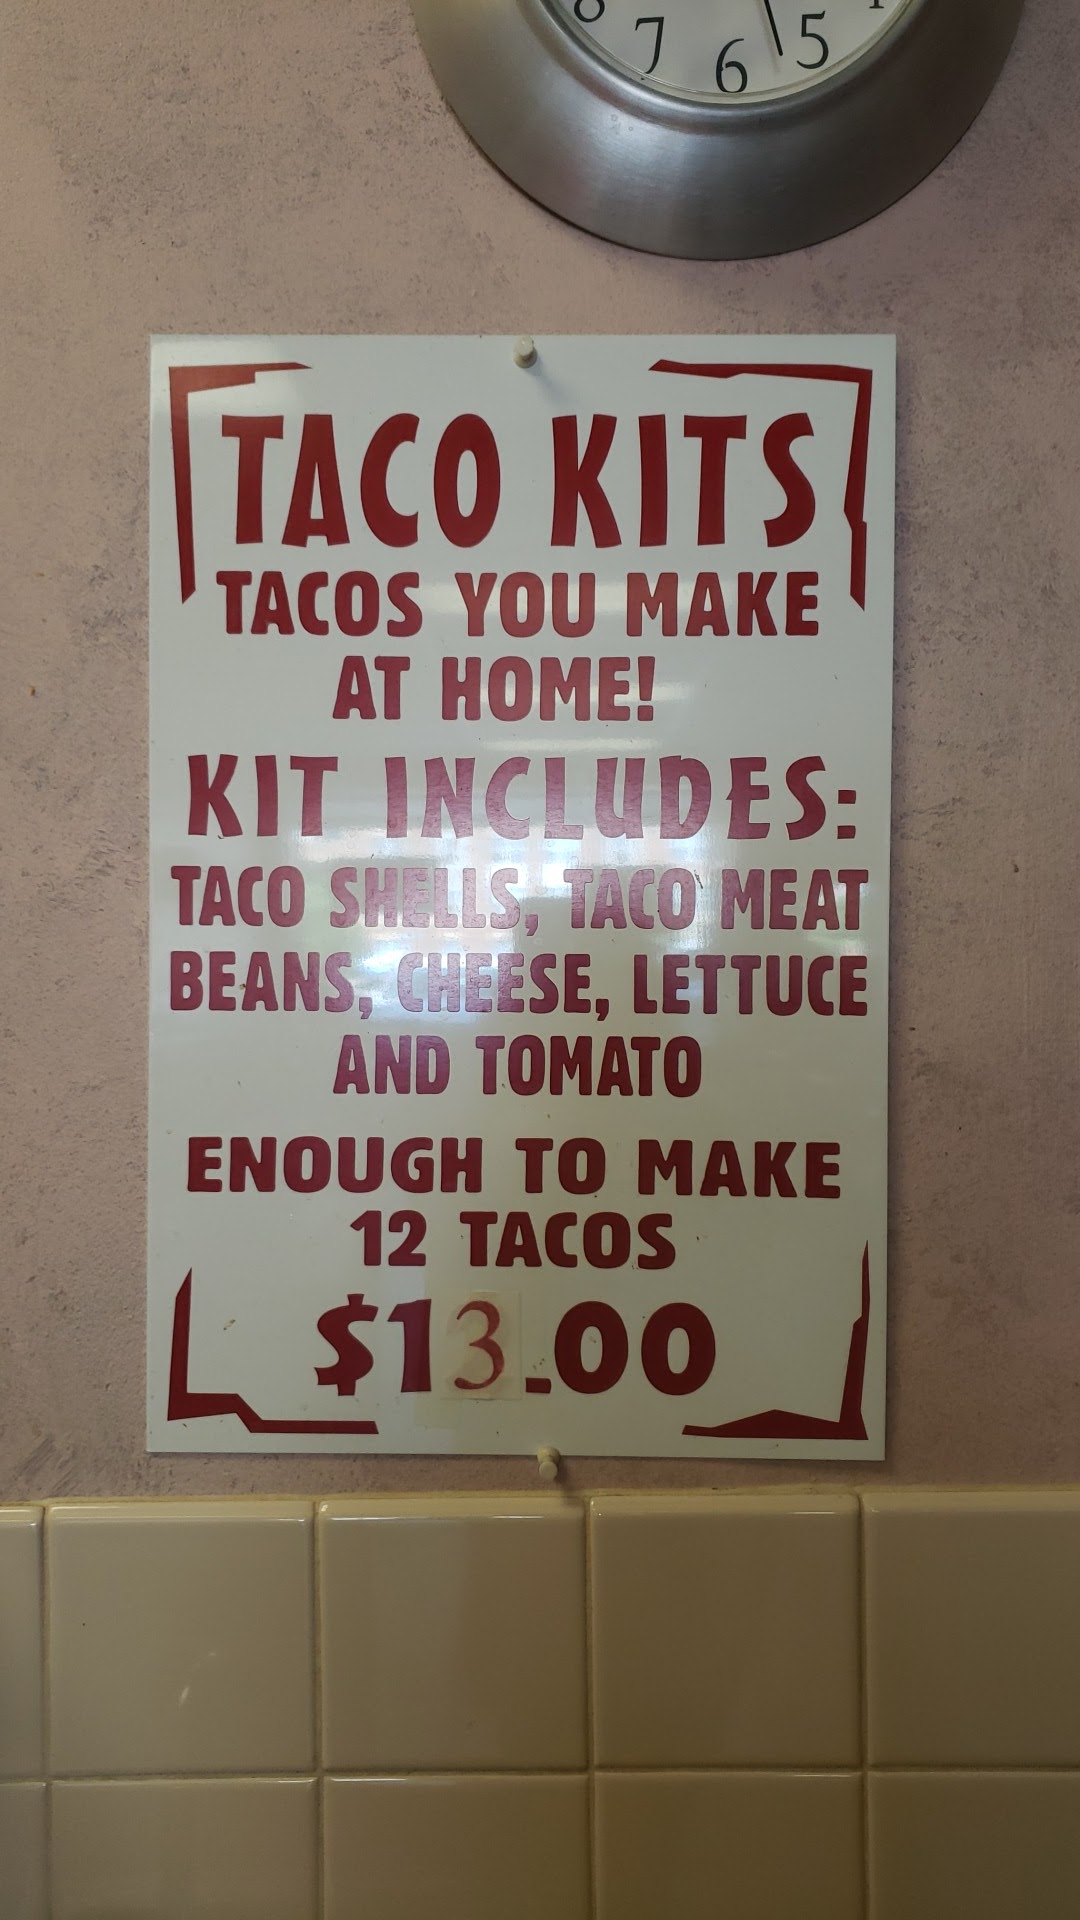 8 7 6 5
TACO KITS
TACOS YOU MAKE
AT HOME!
KIT INCLUDES:
TACO SHELLS, TACO MEAT
BEANS, CHEESE, LETTUCE
AND TOMATO
ENOUGH TO MAKE
12 TACOS
$13.00